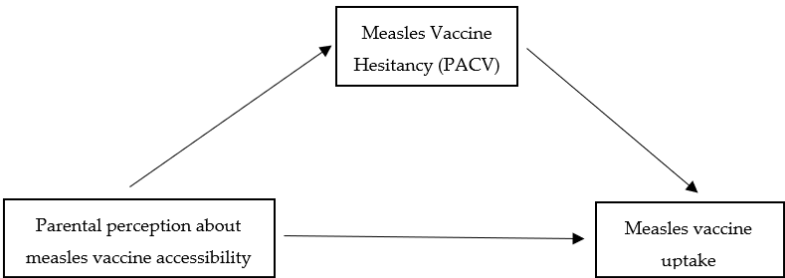 Measles Vaccine
Hesitancy (PACV)
Parental perception about
measles vaccine accessibility
Measles vaccine
uptake